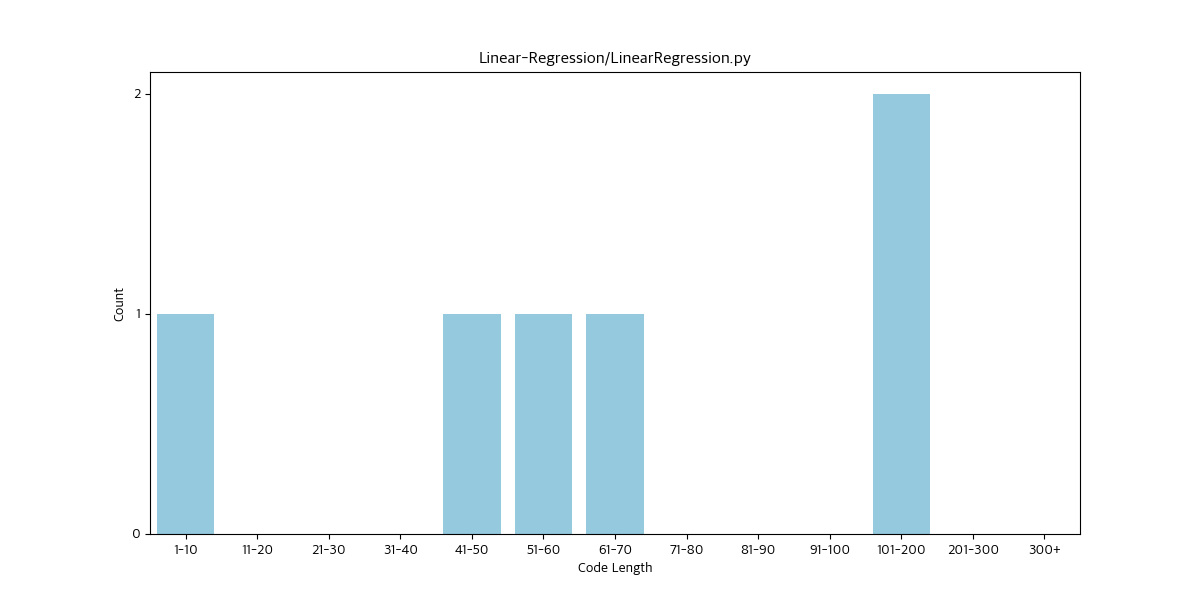 Linear-Regression/LinearRegression.py
2
1
0
Count
1-10 11-20 21-30 31-40 41-50 51-60 61-70 71-80 81-90 91-100 101-200 201-300 300+
Code Length